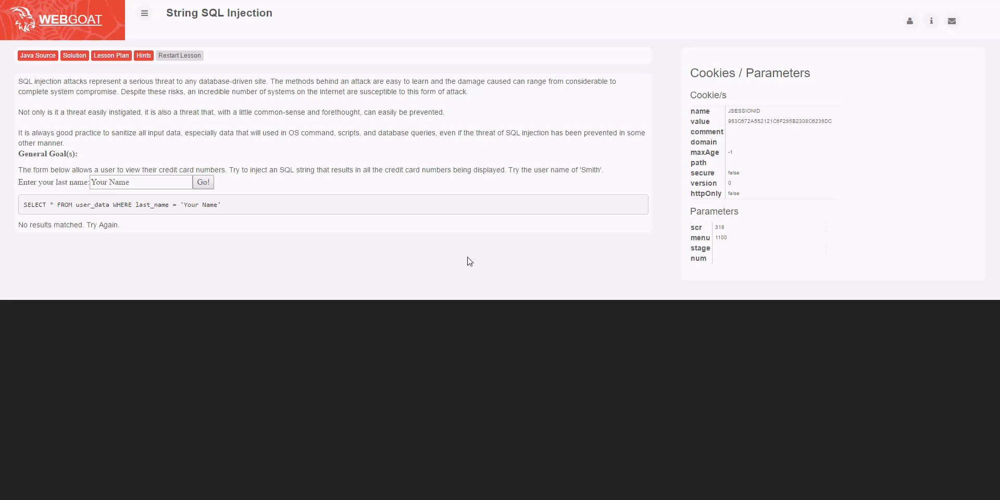 WEBGOAT
String SQL Injection
Java Source Solution Lesson Plan Hints Restart Lesson
SQL injection attacks represent a serious threat to any database-driven site. The methods behind an attack are easy to learn and the damage caused can range from considerable to
complete system compromise. Despite these risks, an incredible number of systems on the internet are susceptible to this form of attack.
Not only is it a threat easily instigated, it is also a threat that, with a little common-sense and forethought, can easily be prevented.
It is always good practice to sanitize all input data, especially data that will used in OS command, scripts, and database queries, even if the threat of SQL injection has been prevented in some
other manner.
General Goal(s):
The form below allows a user to view their credit card numbers. Try to inject an SQL string that results in all the credit card numbers being displayed. Try the user name of 'Smith'.
Enter your last name: Your Name Go!
SELECT * FROM user_data WHERE last_name = 'Your Name'
No results matched. Try Again.
Cookies / Parameters
Cookie/s
name JSESSIONID
value 953C672A552121C6F285B2308C6238DC
comment
domain
maxAge -1
path
secure false
version 0
httpOnly false
Parameters
scr 318
menu 1100
stage
num